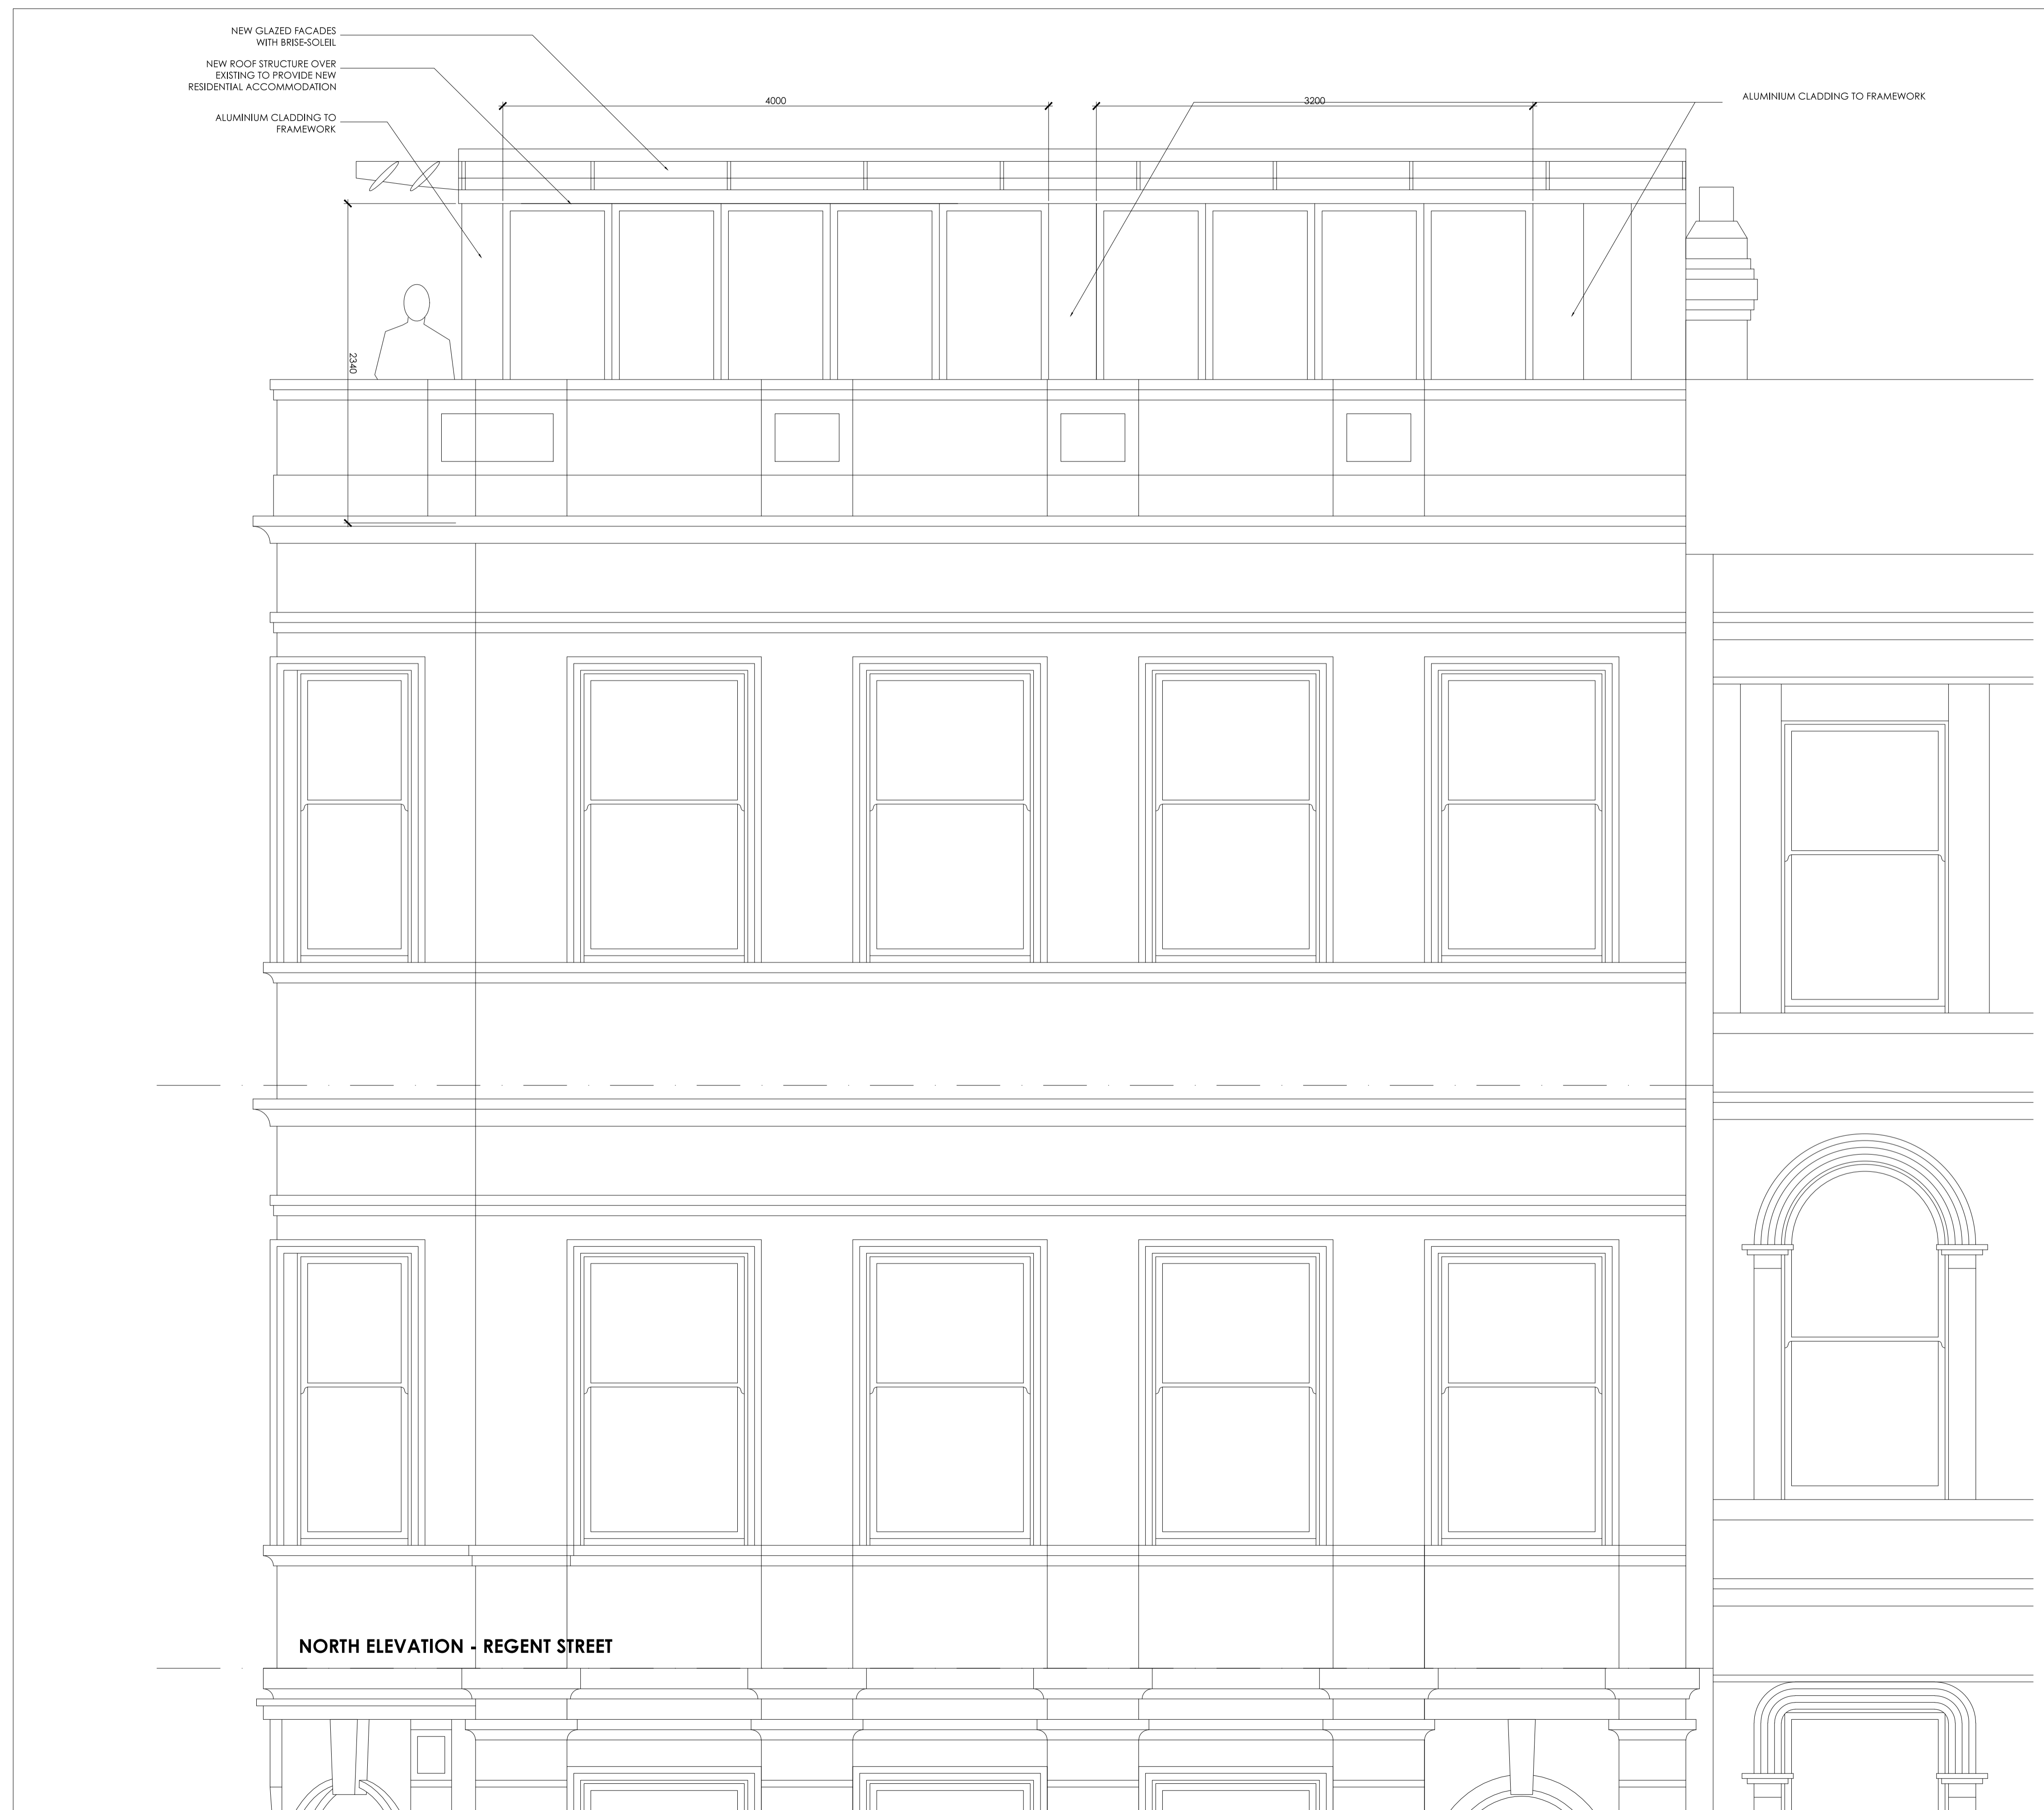 NEW GLAZED FACADES
WITH BRISE-SOLEIL
NEW ROOF STRUCTURE OVER
EXISTING TO PROVIDE NEW
RESIDENTIAL ACCOMMODATION
ALUMINIUM CLADDING TO
FRAMEWORK
4000
3200
ALUMINIUM CLADDING TO FRAMEWORK
2340
NORTH ELEVATION - REGENT STREET